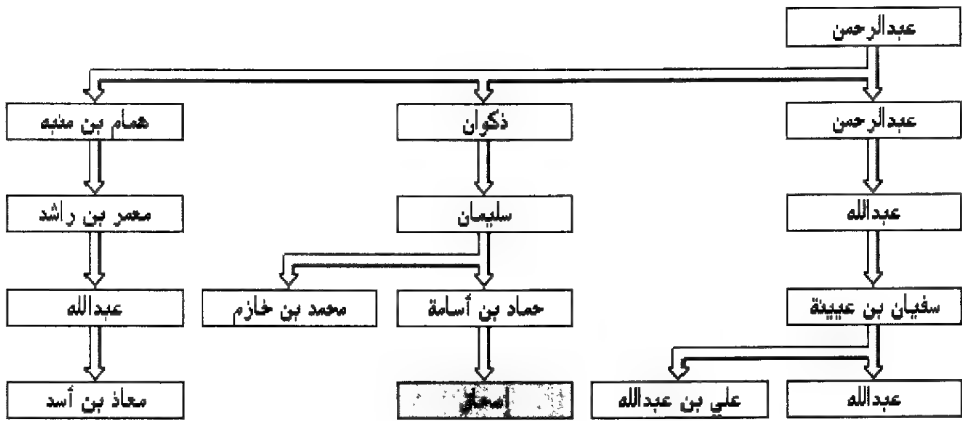 عبدالرحمن
عبدالرحمن
ذكوان
همام بن منبه
عبدالله
سليمان
معمر بن راشد
سفيان بن عيينة
حماد بن أسامة
محمد بن خازم
عبدالله
عبدالله
علي بن عبدالله
إسحاق
معاذ بن أسد